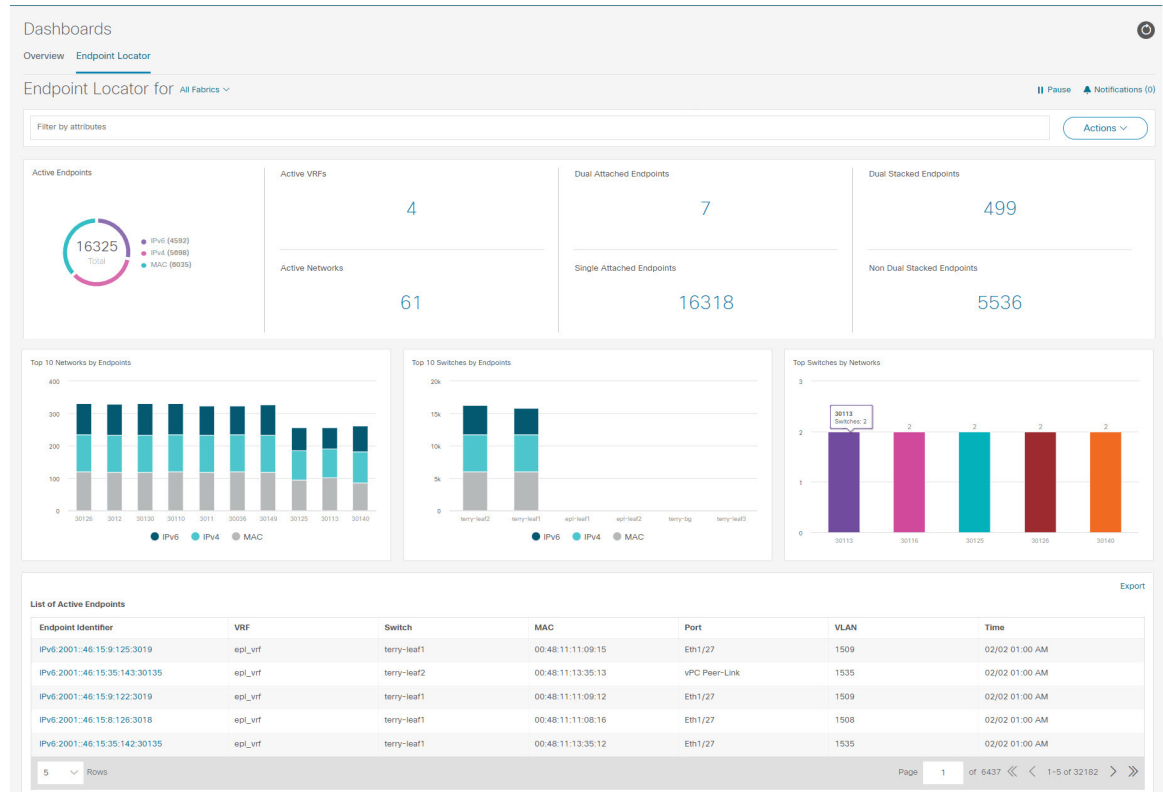 Dashboards
Overview Endpoint Locator
Endpoint Locator for All Fabrics
Pause Notifications (0)
Filter by attributes
Actions
Active Endpoints
16325
Total
IPv6 (4592)
IPv4 (5698)
MAC (6035)
Active VRFs
4
Dual Attached Endpoints
7
Dual Stacked Endpoints
499
Active Networks
61
Single Attached Endpoints
16318
Non Dual Stacked Endpoints
5536
Top 10 Networks by Endpoints
400
300
200
100
0
30126 3012 30130 30110 3011 30036 30149 30125 30113 30140
IPv6 IPv4 MAC
Top 10 Switches by Endpoints
20k
15k
10k
5k
0
terry-leaf2 terry-leaf1 epl-leaf1 epl-leaf2 terry-bg terry-leaf3
IPv6 IPv4 MAC
Top Switches by Networks
3
30113
Switches: 2
2 2 2 2 2
1
0
30113 30116 30125 30126 30140
Export
List of Active Endpoints
Endpoint Identifier VRF Switch MAC Port VLAN Time
IPv6:2001::46:15:9:125:3019 epl_vrf terry-leaf1 00:48:11:11:09:15 Eth1/27 1509 02/02 01:00 AM
IPv6:2001::46:15:35:143:30135 epl_vrf terry-leaf2 00:48:11:13:35:13 vPC Peer-Link 1535 02/02 01:00 AM
IPv6:2001::46:15:9:122:3019 epl_vrf terry-leaf1 00:48:11:11:09:12 Eth1/27 1509 02/02 01:00 AM
IPv6:2001::46:15:8:126:3018 epl_vrf terry-leaf1 00:48:11:11:08:16 Eth1/27 1508 02/02 01:00 AM
IPv6:2001::46:15:35:142:30135 epl_vrf terry-leaf1 00:48:11:13:35:12 Eth1/27 1535 02/02 01:00 AM
5 Rows
Page 1 of 6437 1-5 of 32182